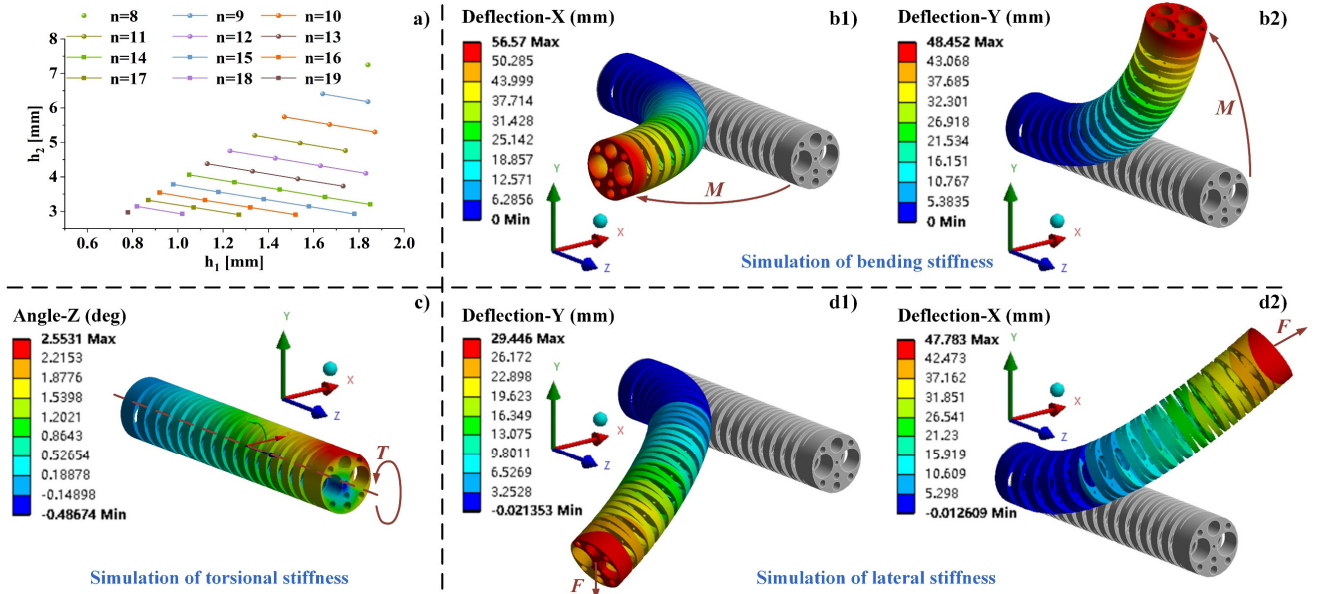 a)
n=8 n=9 n=10
n=11 n=12 n=13
n=14 n=15 n=16
n=17 n=18 n=19
8
7
6
5
4
3
h₂ [mm]
0.6 0.8 1.0 1.2 1.4 1.6 1.8 2.0
h₁ [mm]
b1)
Deflection-X (mm)
56.57 Max
50.285
43.999
37.714
31.428
25.142
18.857
12.571
6.2856
0 Min
M
Y
X
Z
b2)
Deflection-Y (mm)
48.452 Max
43.068
37.685
32.301
26.918
21.534
16.151
10.767
5.3835
0 Min
M
Y
X
Z
Simulation of bending stiffness
c)
Angle-Z (deg)
2.5531 Max
2.2153
1.8776
1.5398
1.2021
0.8643
0.52654
0.18878
-0.14898
-0.48674 Min
Y
X
Z
T
Simulation of torsional stiffness
d1)
Deflection-Y (mm)
29.446 Max
26.172
22.898
19.623
16.349
13.075
9.8011
6.5269
3.2528
-0.021353 Min
Y
X
Z
F
d2)
Deflection-X (mm)
47.783 Max
42.473
37.162
31.851
26.541
21.23
15.919
10.609
5.298
-0.012609 Min
Y
X
Z
F
Simulation of lateral stiffness